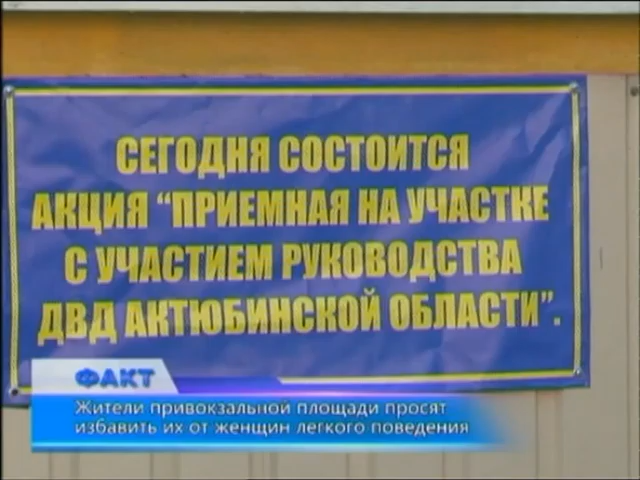 СЕГОДНЯ СОСТОИТСЯ
АКЦИЯ “ПРИЕМНАЯ НА УЧАСТКЕ
С УЧАСТИЕМ РУКОВОДСТВА
ДВД АКТЮБИНСКОЙ ОБЛАСТИ”.
ФАКТ
Жители привокзальной площади просят
избавить их от женщин легкого поведения